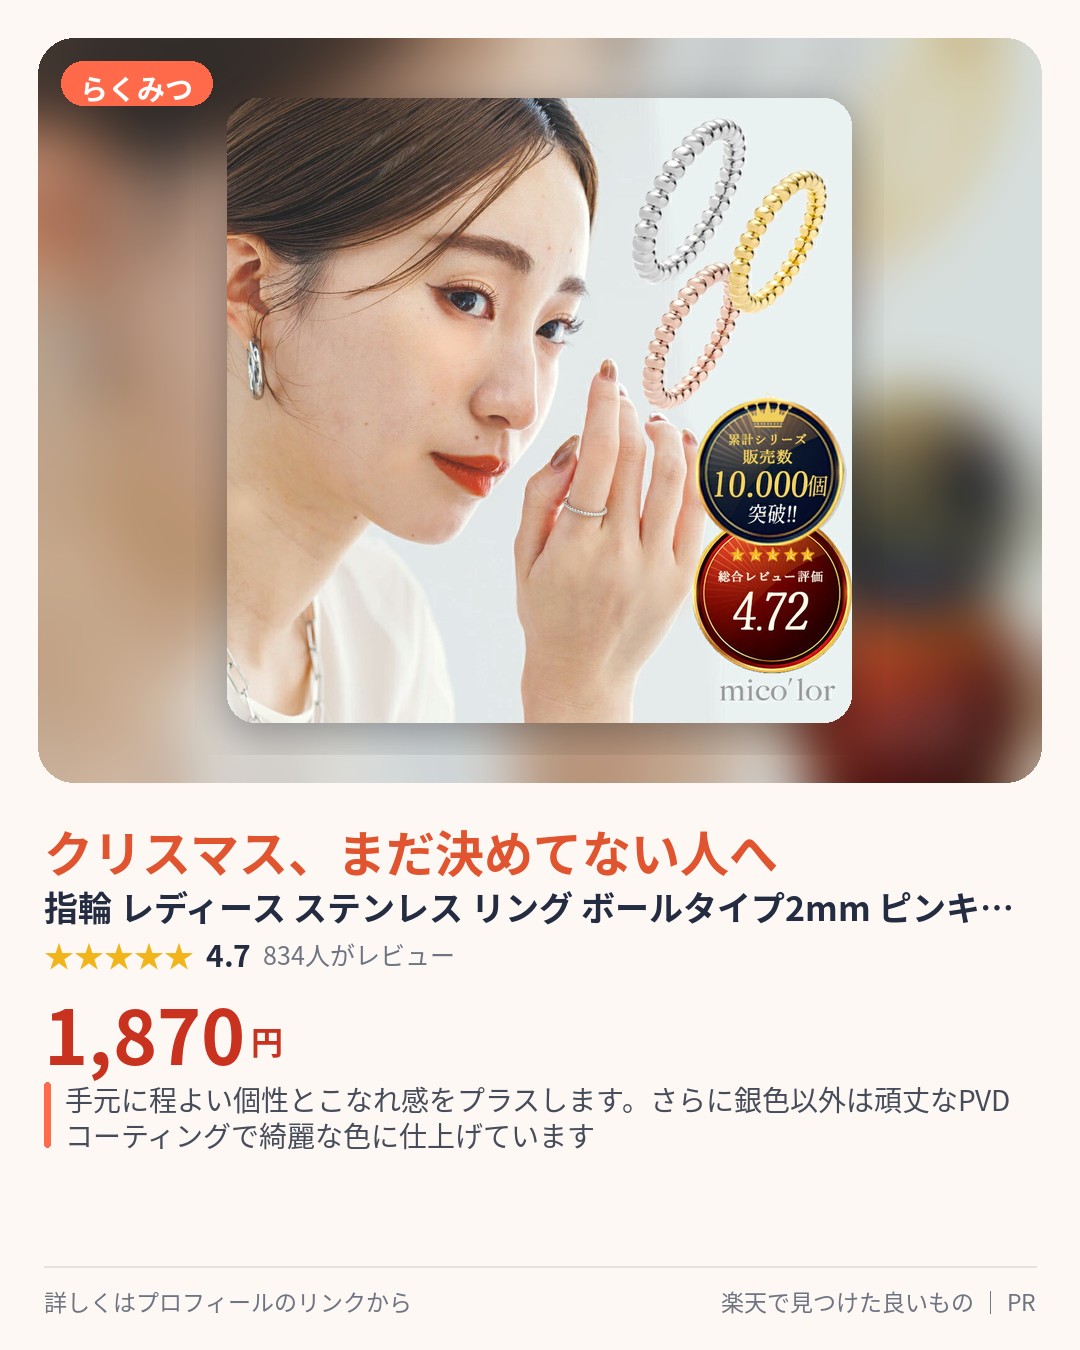 らくみつ
累計シリーズ
販売数
10.000個
突破!!
総合レビュー評価
4.72
mico'lor
クリスマス、まだ決めてない人へ
指輪 レディース ステンレス リング ボールタイプ2mm ピンキ…
★★★★★ 4.7 834人がレビュー
1,870円
手元に程よい個性とこなれ感をプラスします。さらに銀色以外は頑丈なPVD
コーティングで綺麗な色に仕上げています
詳しくはプロフィールのリンクから
楽天で見つけた良いもの｜PR